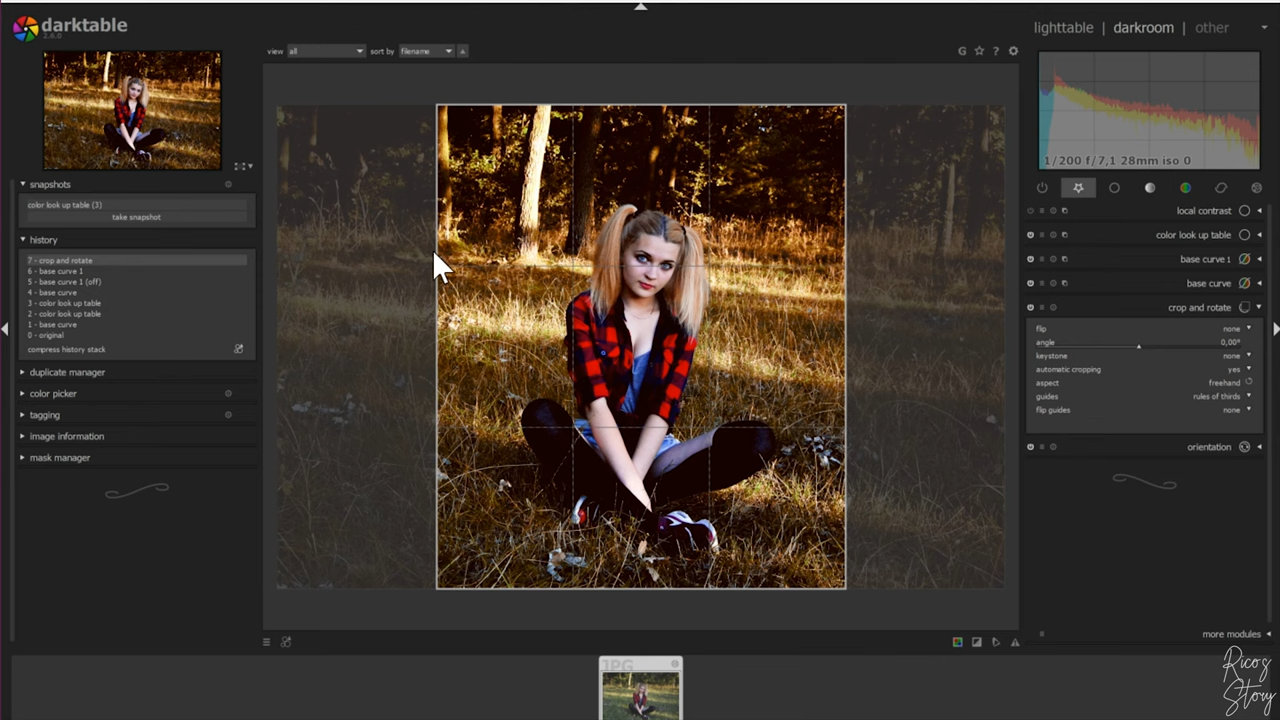 darktable
2.6.0
lighttable | darkroom | other
view all sort by filename
G ☆ ?
snapshots
color look up table (3)
take snapshot
history
7 - crop and rotate
6 - base curve 1
5 - base curve 1 (off)
4 - base curve
3 - color look up table
2 - color look up table
1 - base curve
0 - original
compress history stack
duplicate manager
color picker
tagging
image information
mask manager
1/200 f/7,1 28mm iso 0
local contrast
color look up table
base curve 1
base curve
crop and rotate
flip none
angle 0,00°
keystone none
automatic cropping yes
aspect freehand
guides rules of thirds
flip guides none
orientation
more modules
JPG
Ricos
Story